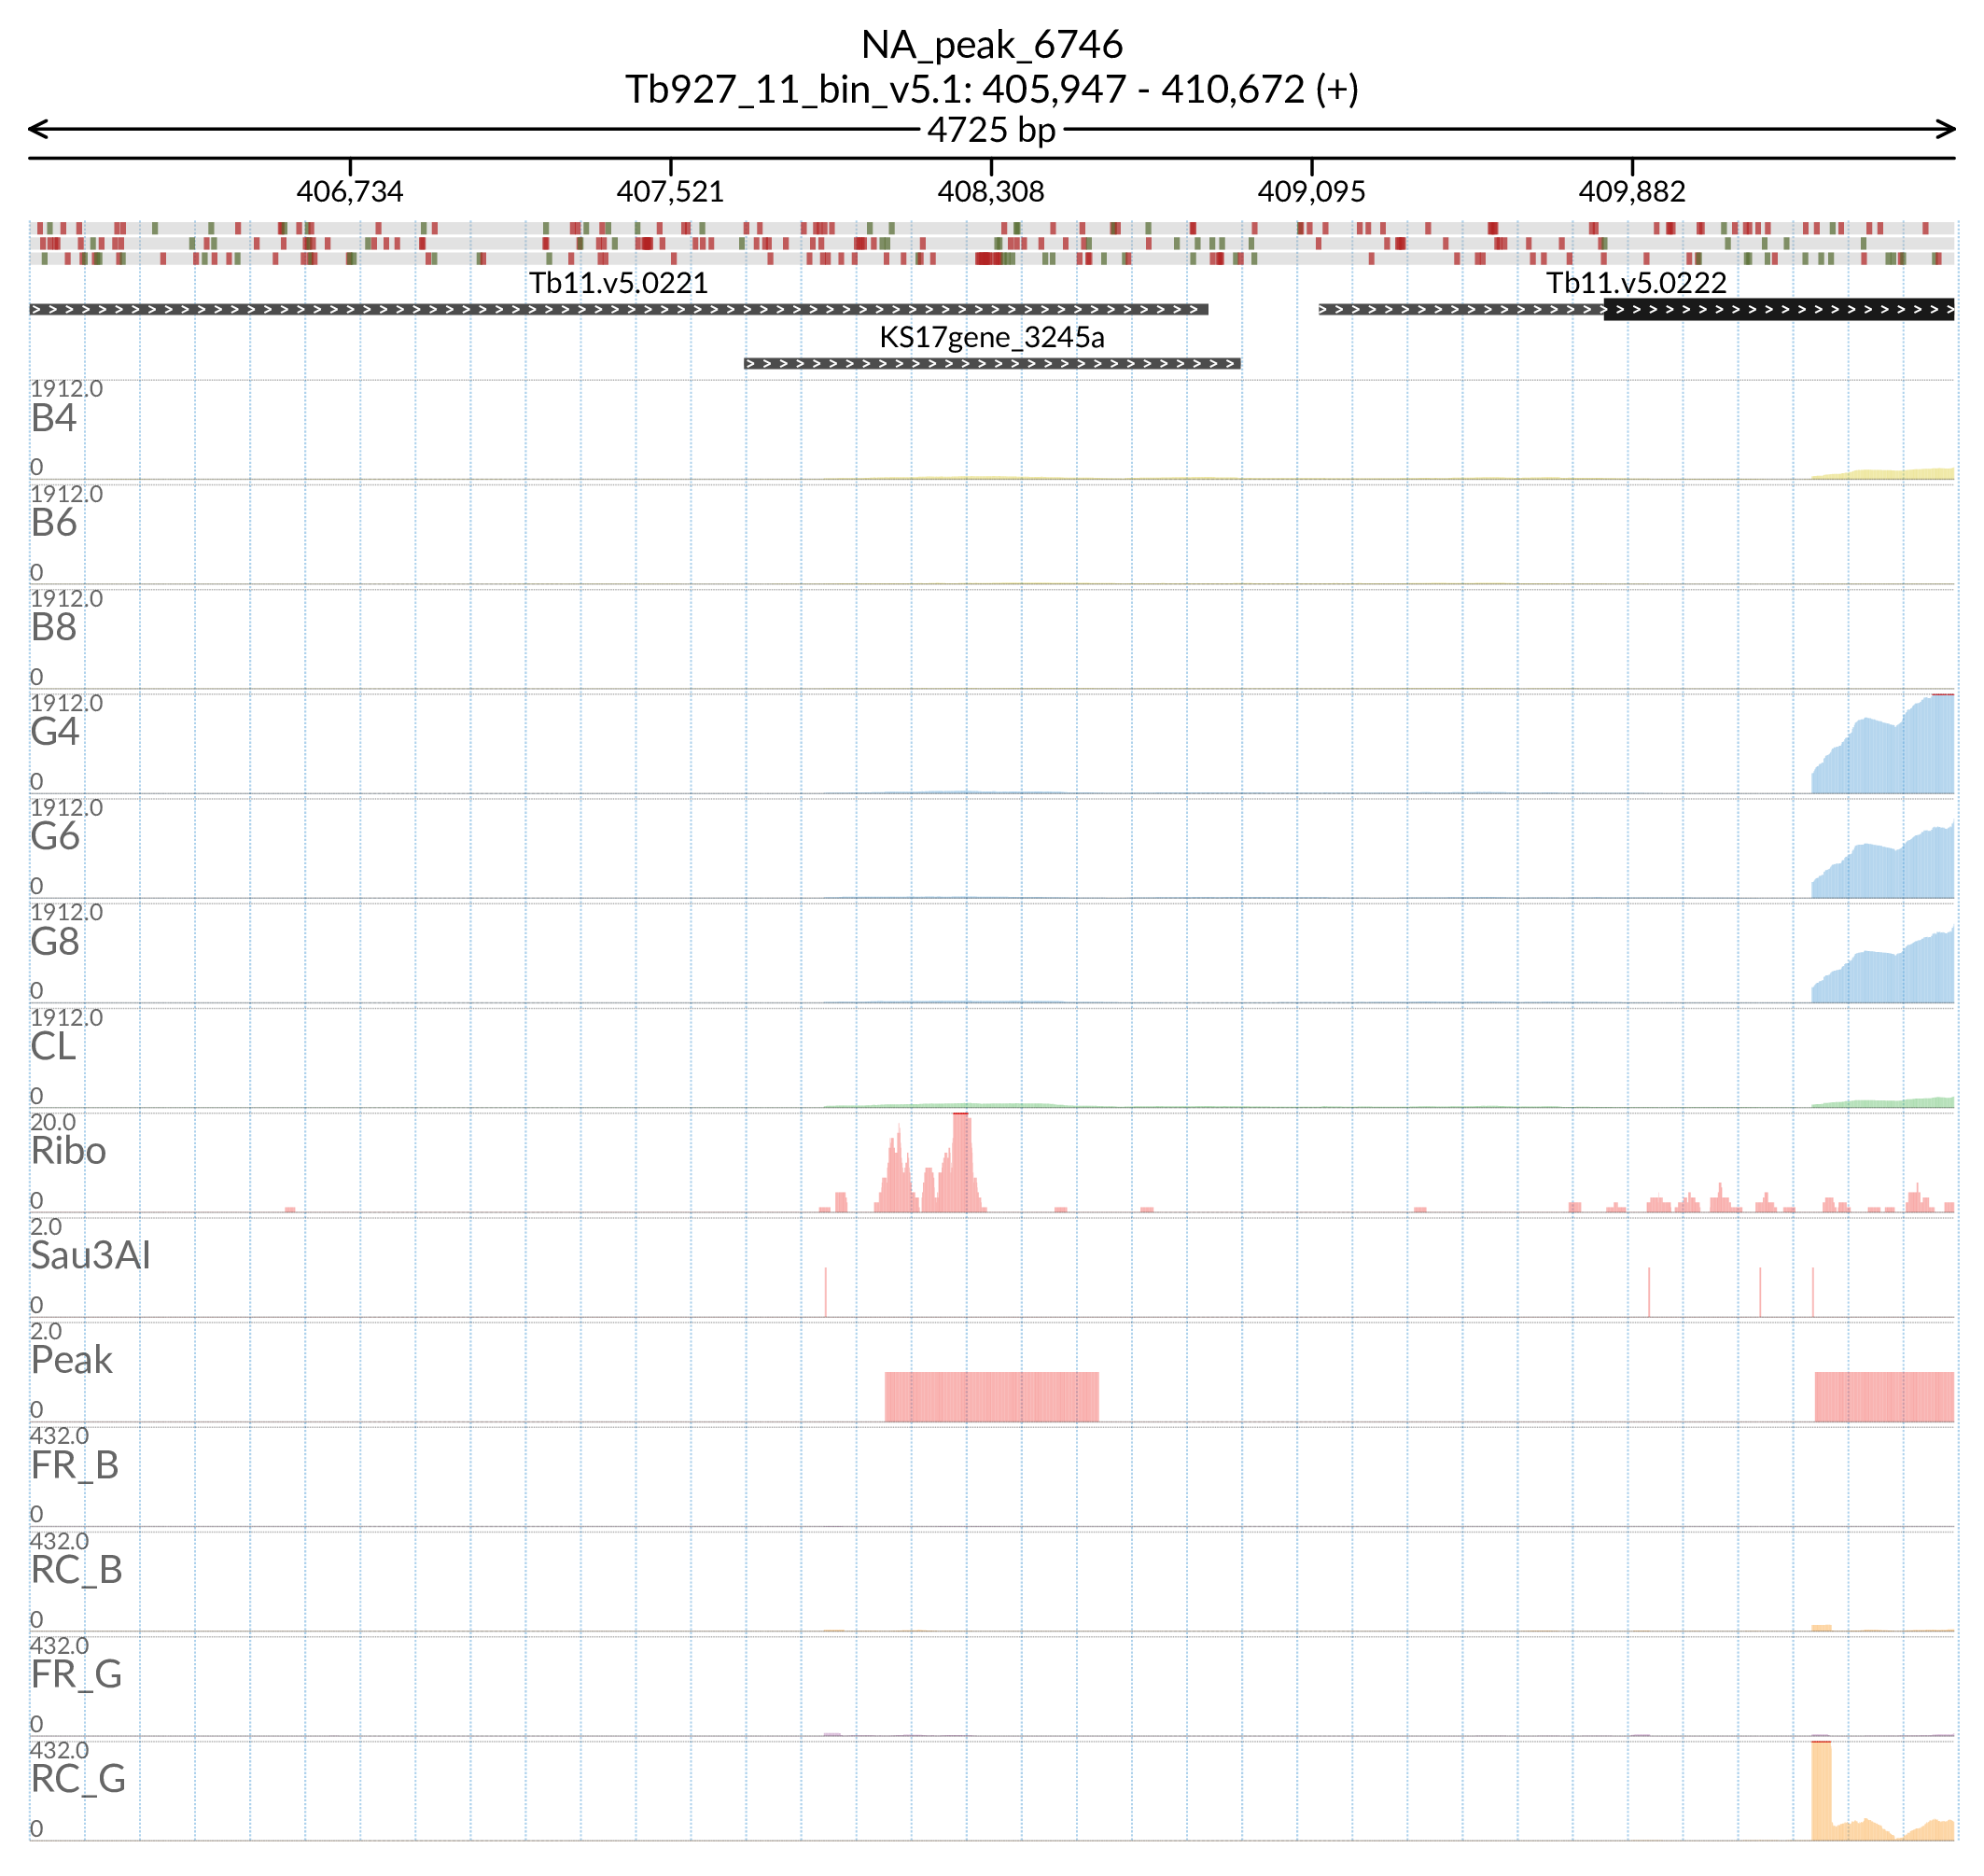 NA_peak_6746
Tb927_11_bin_v5.1: 405,947 - 410,672 (+)
4725 bp
406,734 407,521 408,308 409,095 409,882
Tb11.v5.0221 Tb11.v5.0222
KS17gene_3245a
1912.0
B4
0
1912.0
B6
0
1912.0
B8
0
1912.0
G4
0
1912.0
G6
0
1912.0
G8
0
1912.0
CL
0
20.0
Ribo
0
2.0
Sau3AI
0
2.0
Peak
0
432.0
FR_B
0
432.0
RC_B
0
432.0
FR_G
0
432.0
RC_G
0